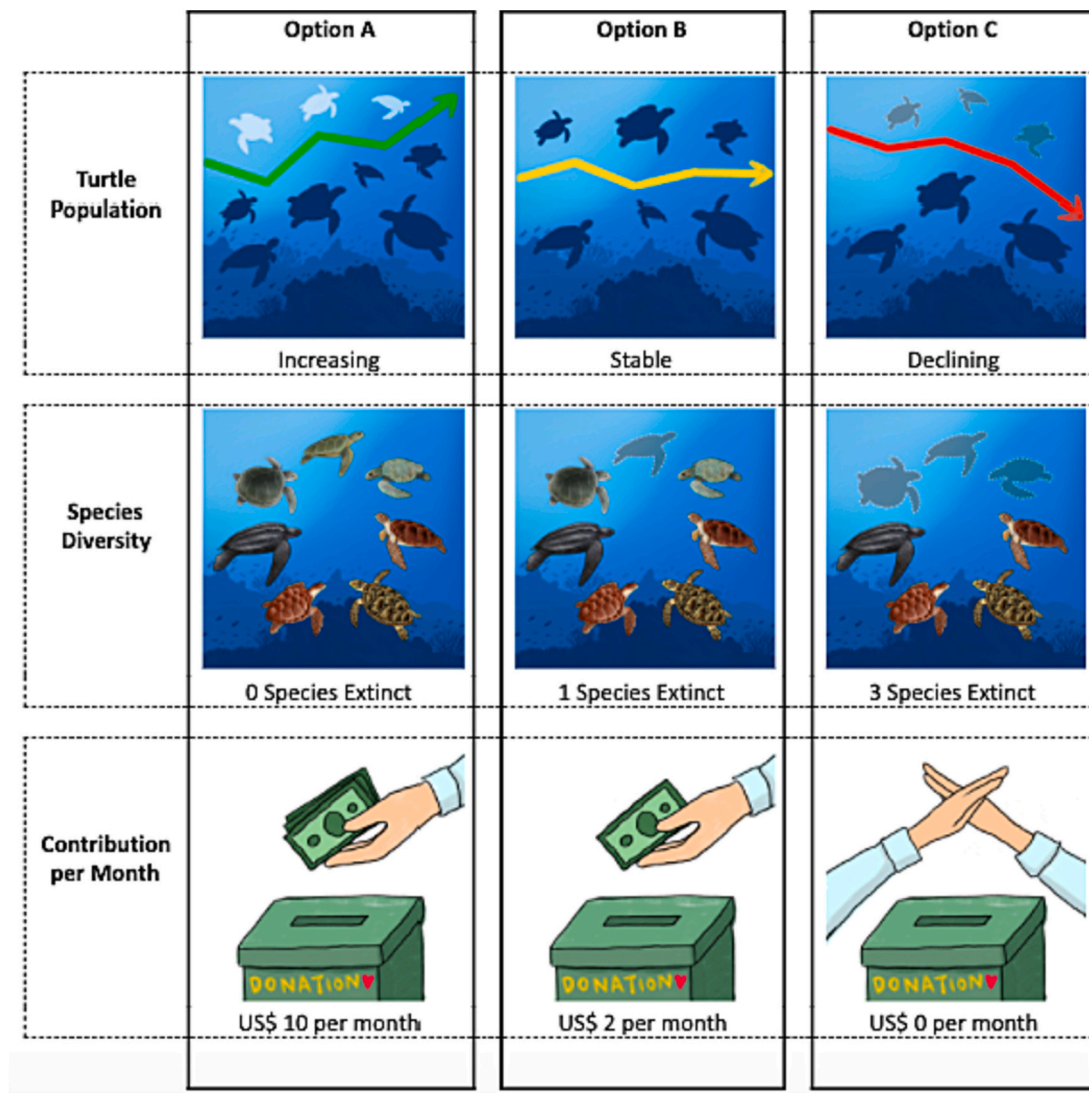 Option A
Option B
Option C
Turtle
Population
Increasing
Stable
Declining
Species
Diversity
0 Species Extinct
1 Species Extinct
3 Species Extinct
Contribution
per Month
DONATION
DONATION
DONATION
US$ 10 per month
US$ 2 per month
US$ 0 per month